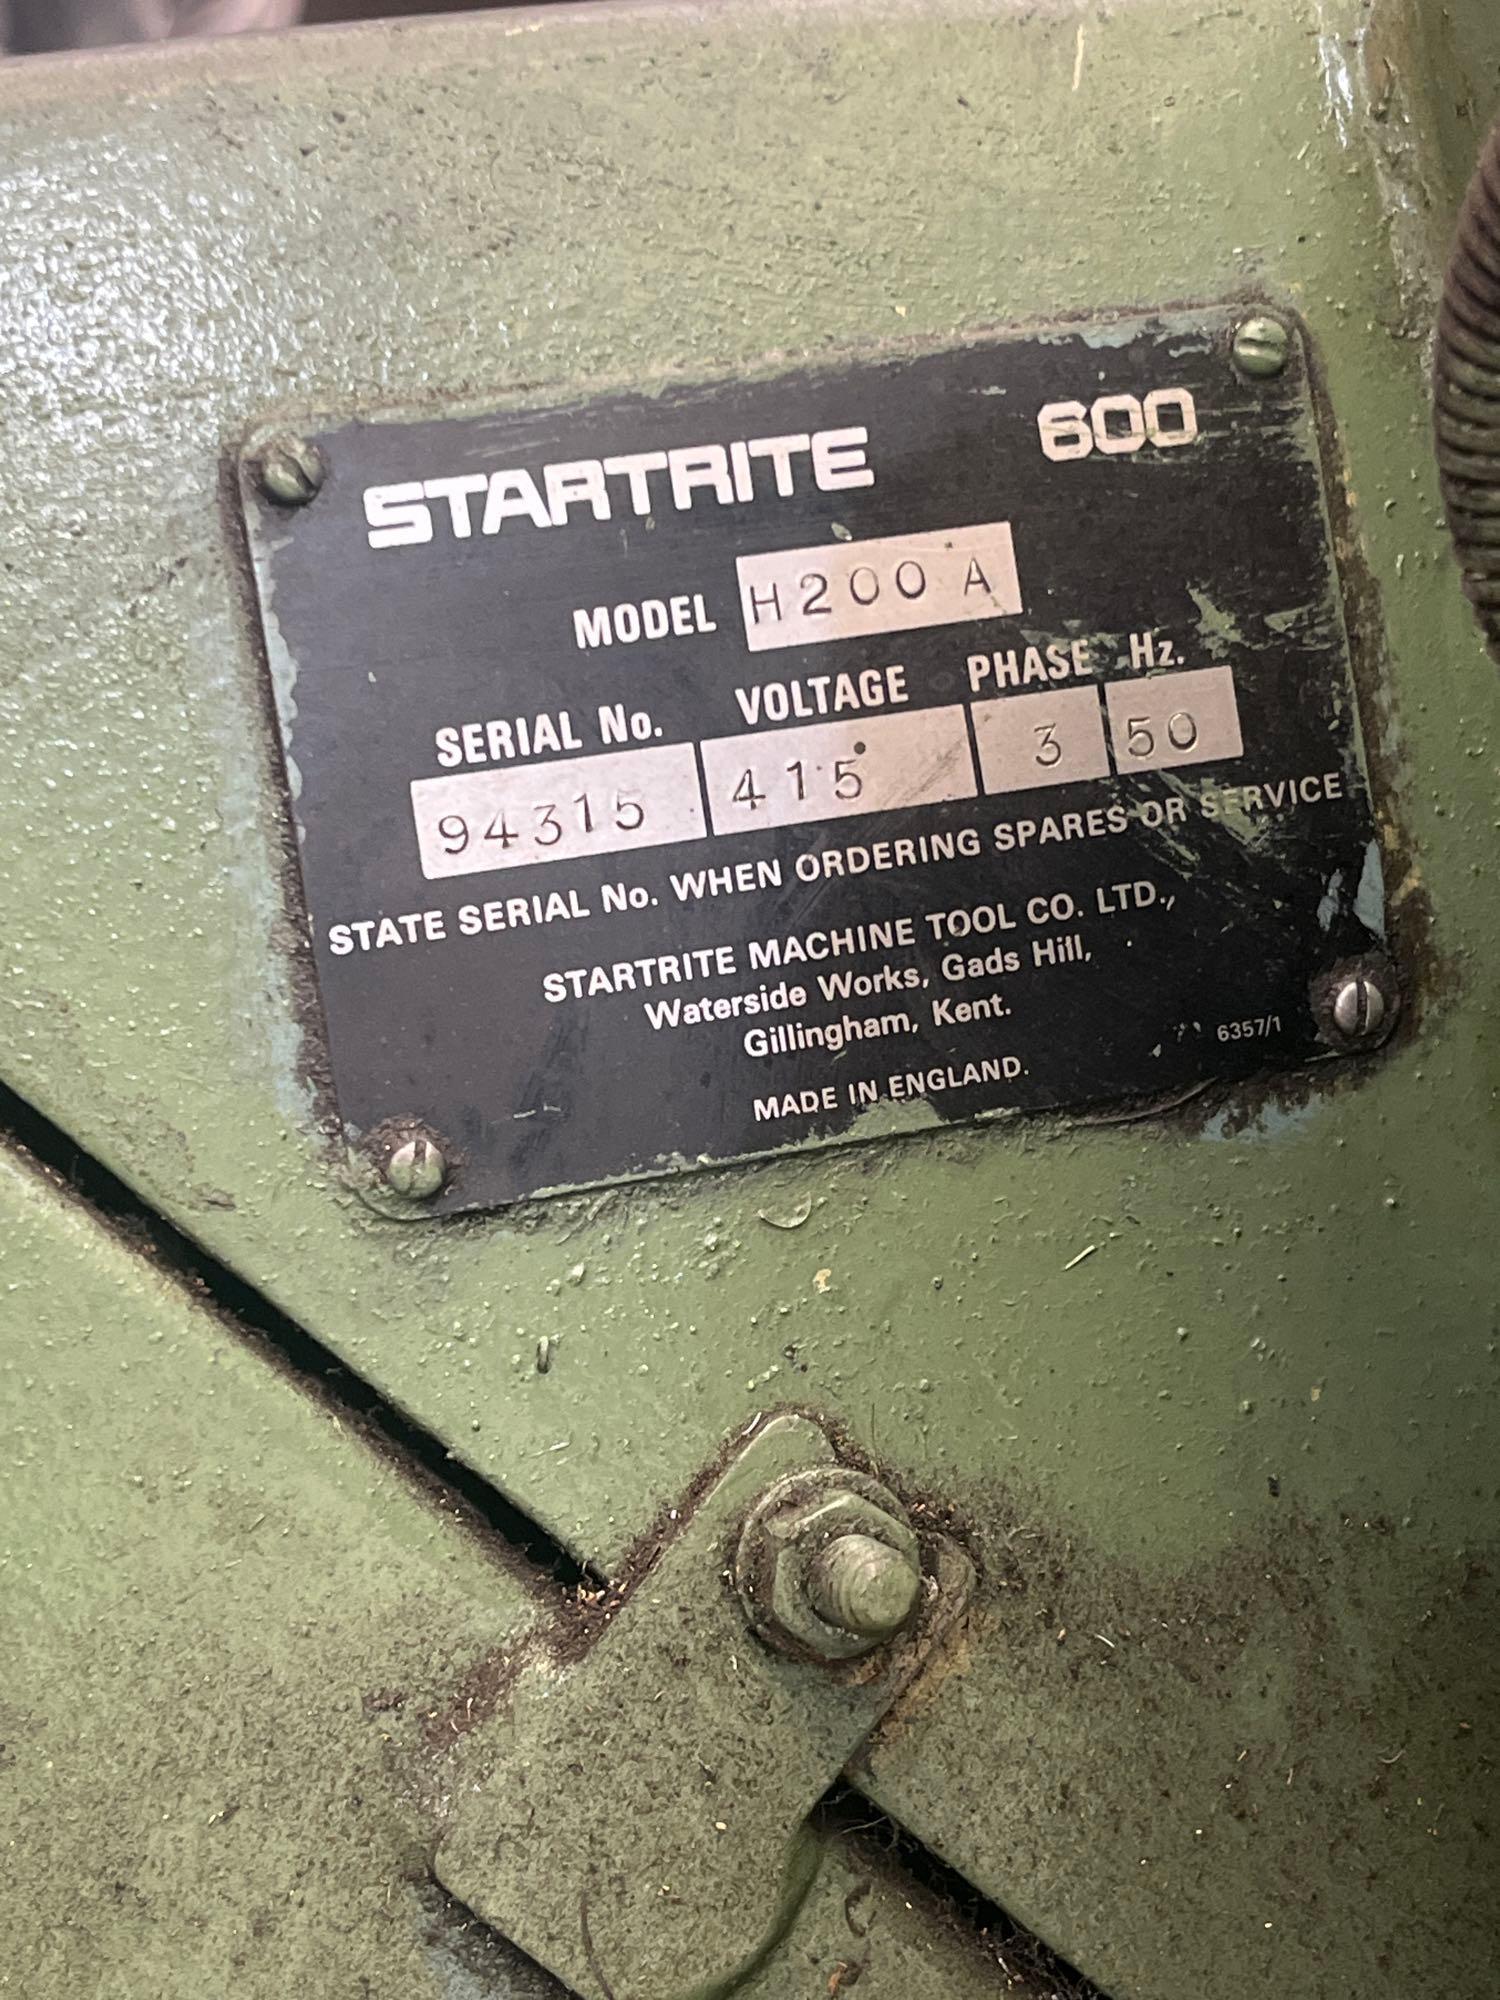 STARTRITE 600
MODEL H200 A
SERIAL No. VOLTAGE PHASE Hz.
94315 415 3 50
STATE SERIAL No. WHEN ORDERING SPARES OR SERVICE
STARTRITE MACHINE TOOL CO. LTD.,
Waterside Works, Gads Hill,
Gillingham, Kent.
6357/1
MADE IN ENGLAND.